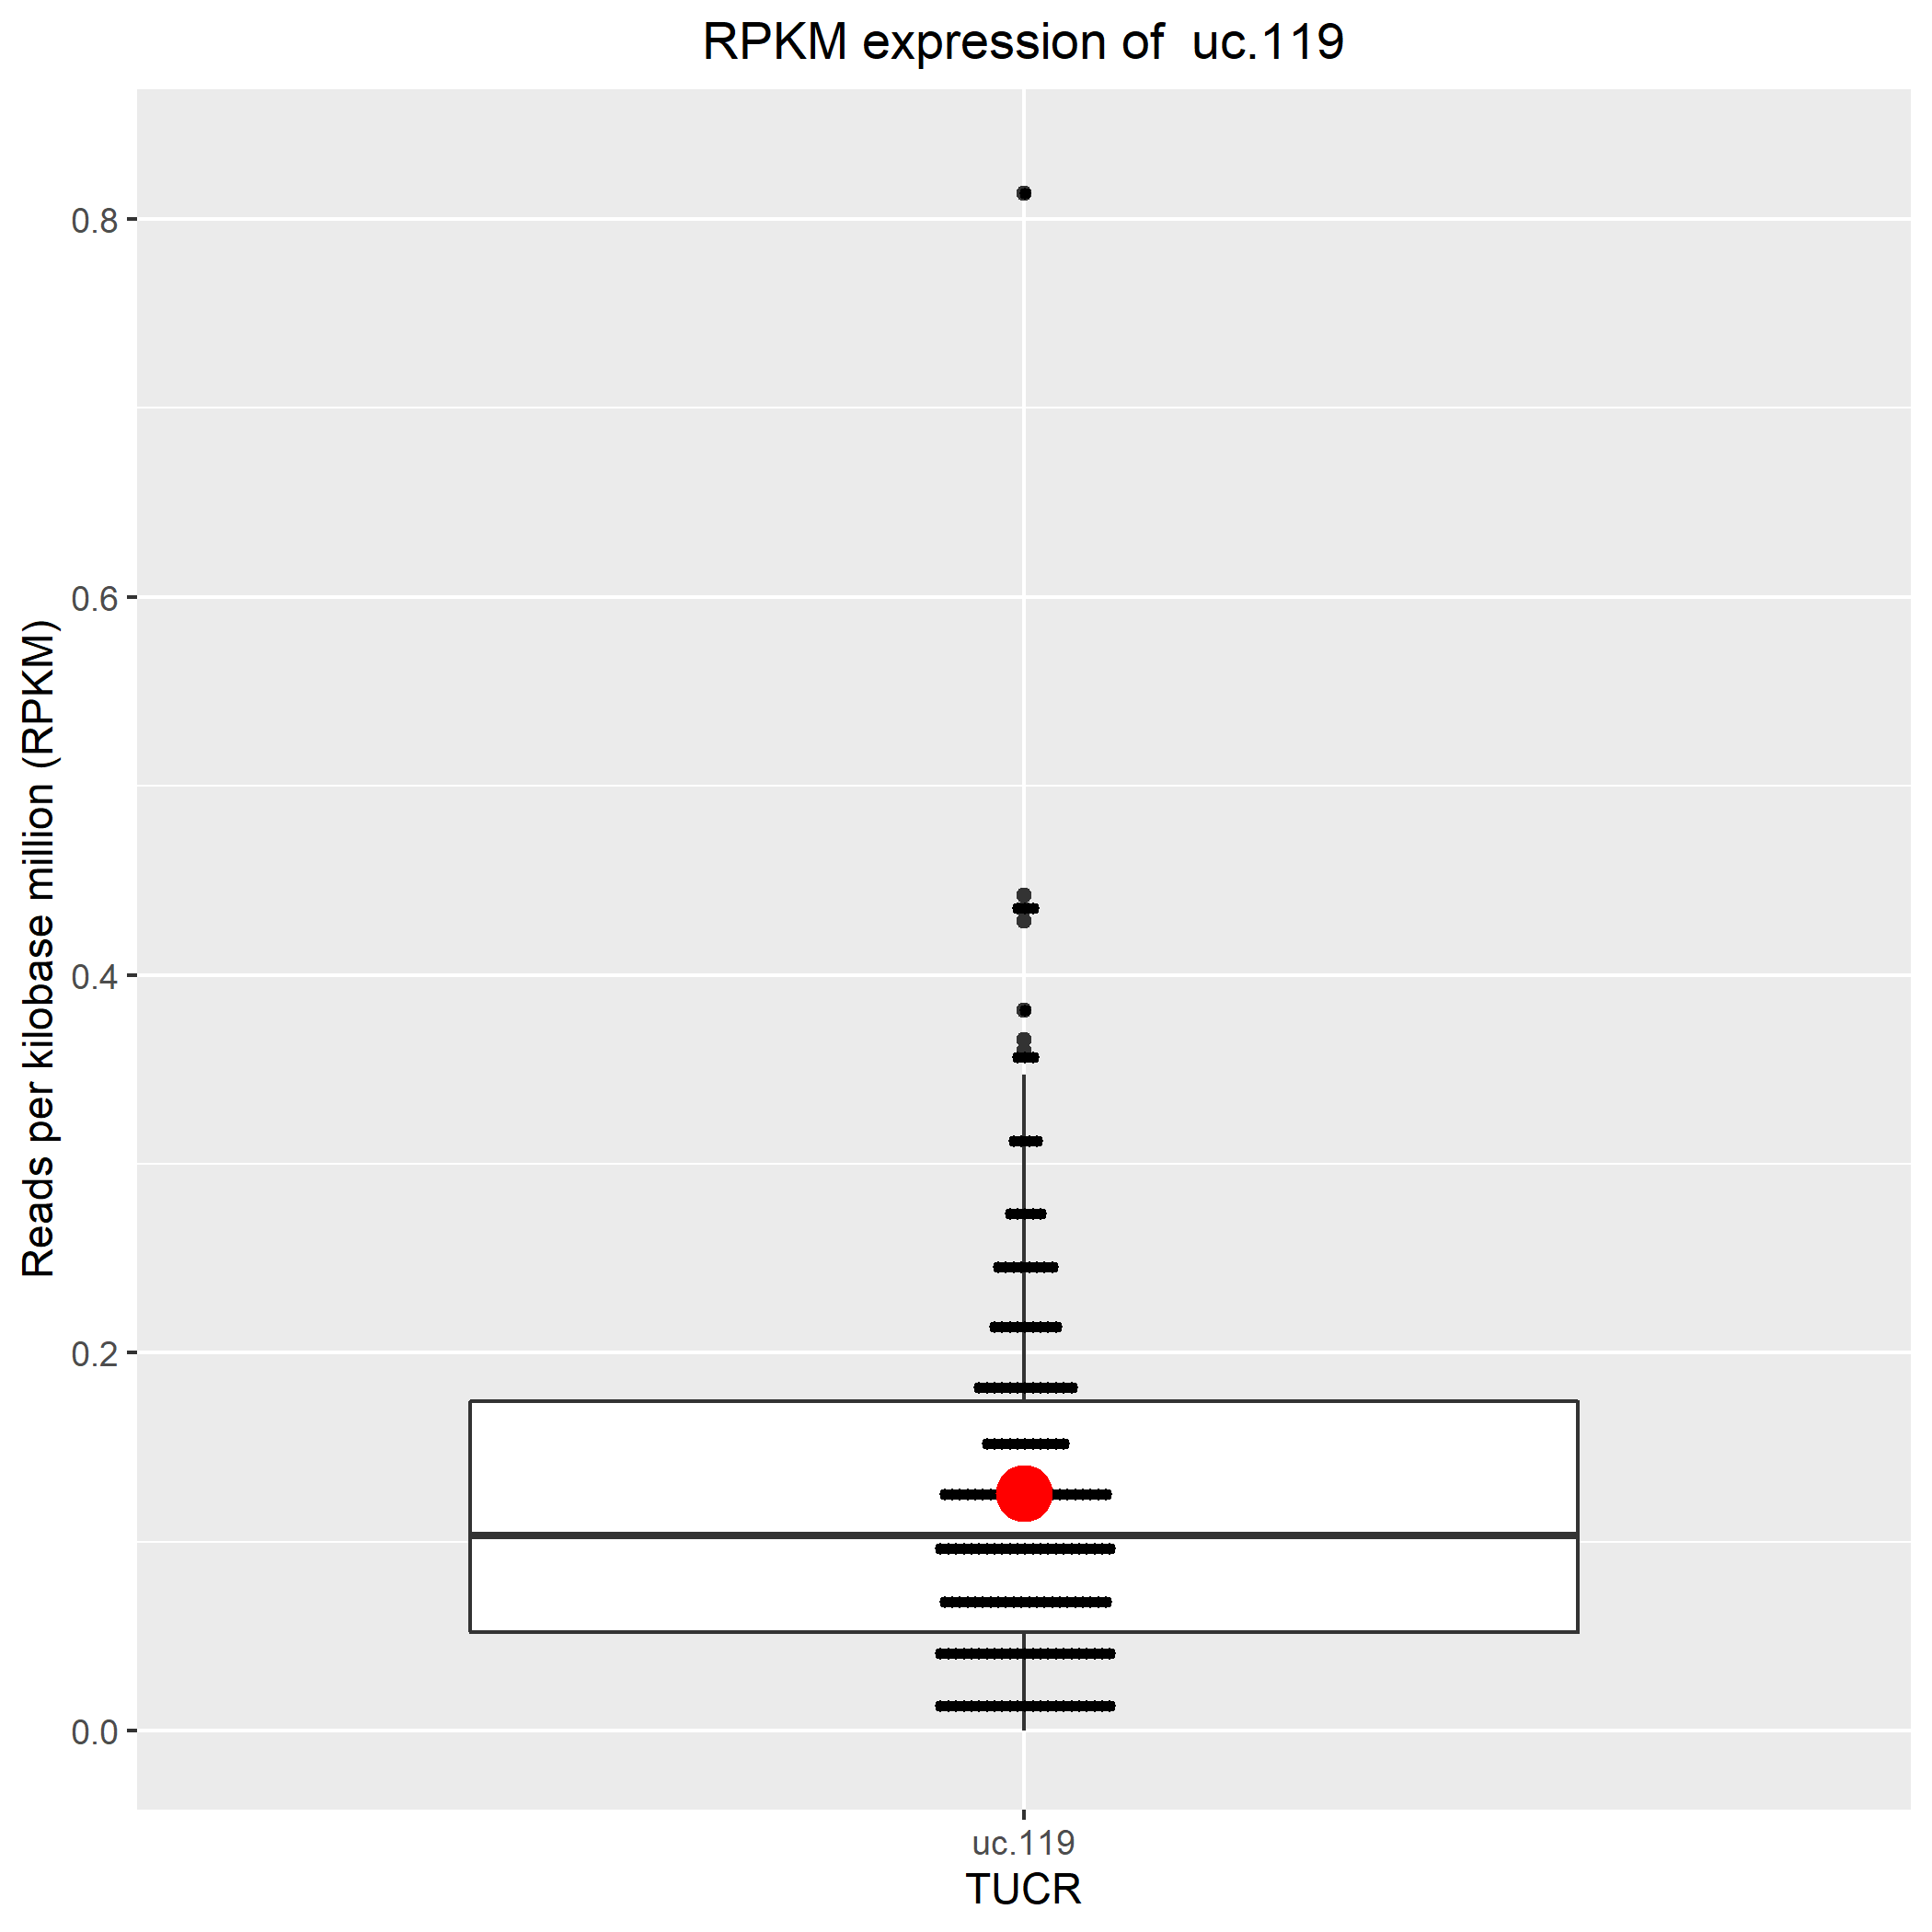 RPKM expression of  uc.119
Reads per kilobase million (RPKM)
0.8
0.6
0.4
0.2
0.0
uc.119
TUCR